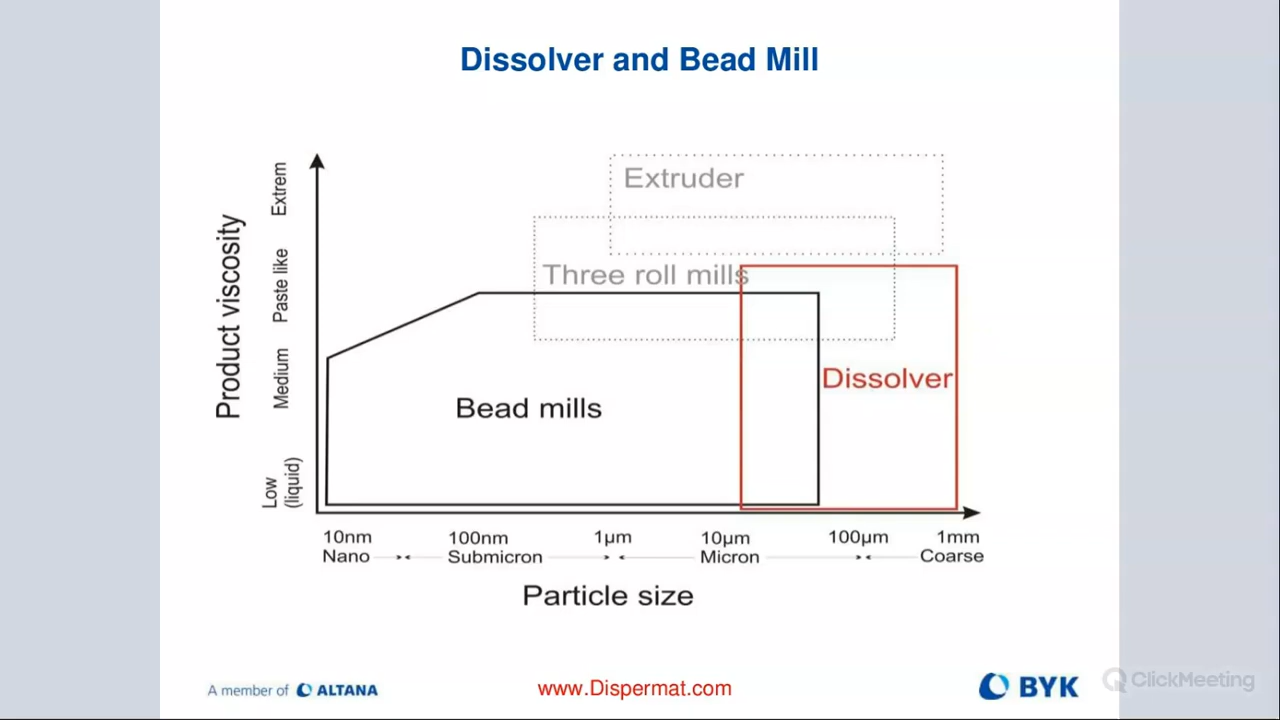 Dissolver and Bead Mill
Product viscosity
Extrem
Paste like
Medium
Low
(liquid)
Extruder
Three roll mills
Dissolver
Bead mills
10nm 100nm 1µm 10µm 100µm 1mm
Nano Submicron Micron Coarse
Particle size
A member of ALTANA
www.Dispermat.com
BYK
ClickMeeting